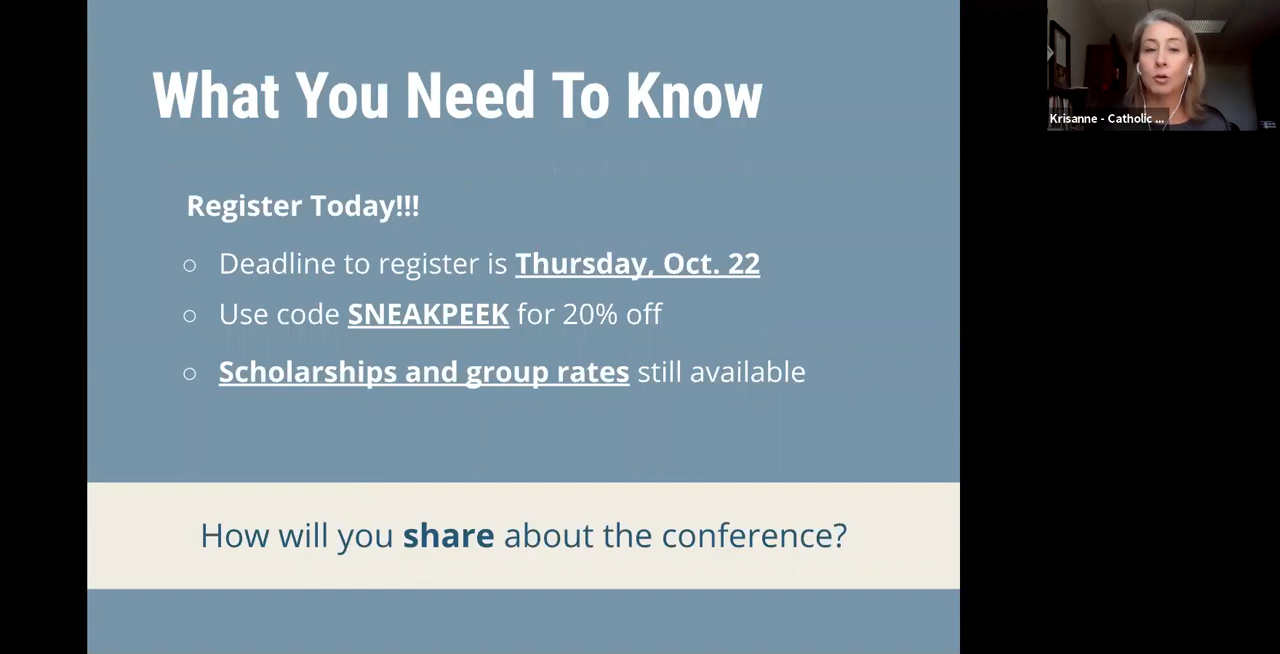 What You Need To Know
Register Today!!!
○ Deadline to register is Thursday, Oct. 22
○ Use code SNEAKPEEK for 20% off
○ Scholarships and group rates still available
How will you share about the conference?
Krisanne - Catholic ...